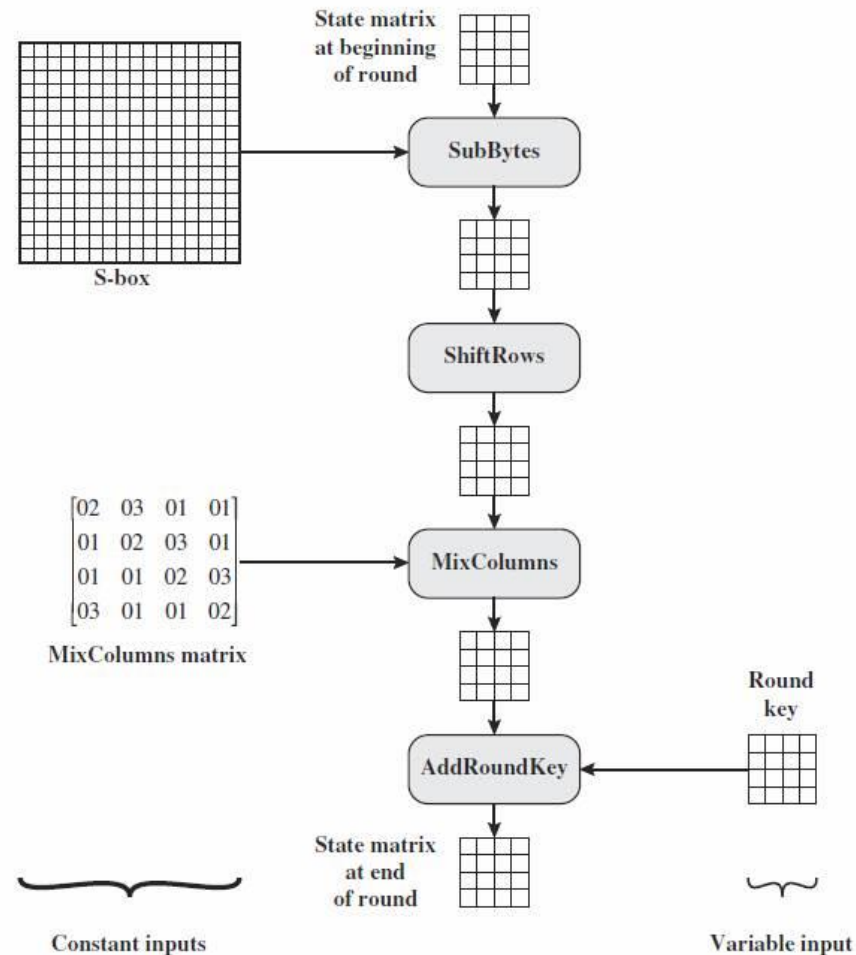 State matrix
at beginning
of round
SubBytes
S-box
ShiftRows
02 03 01 01
01 02 03 01
01 01 02 03
03 01 01 02
MixColumns
MixColumns matrix
Round
key
AddRoundKey
State matrix
at end
of round
Constant inputs
Variable input